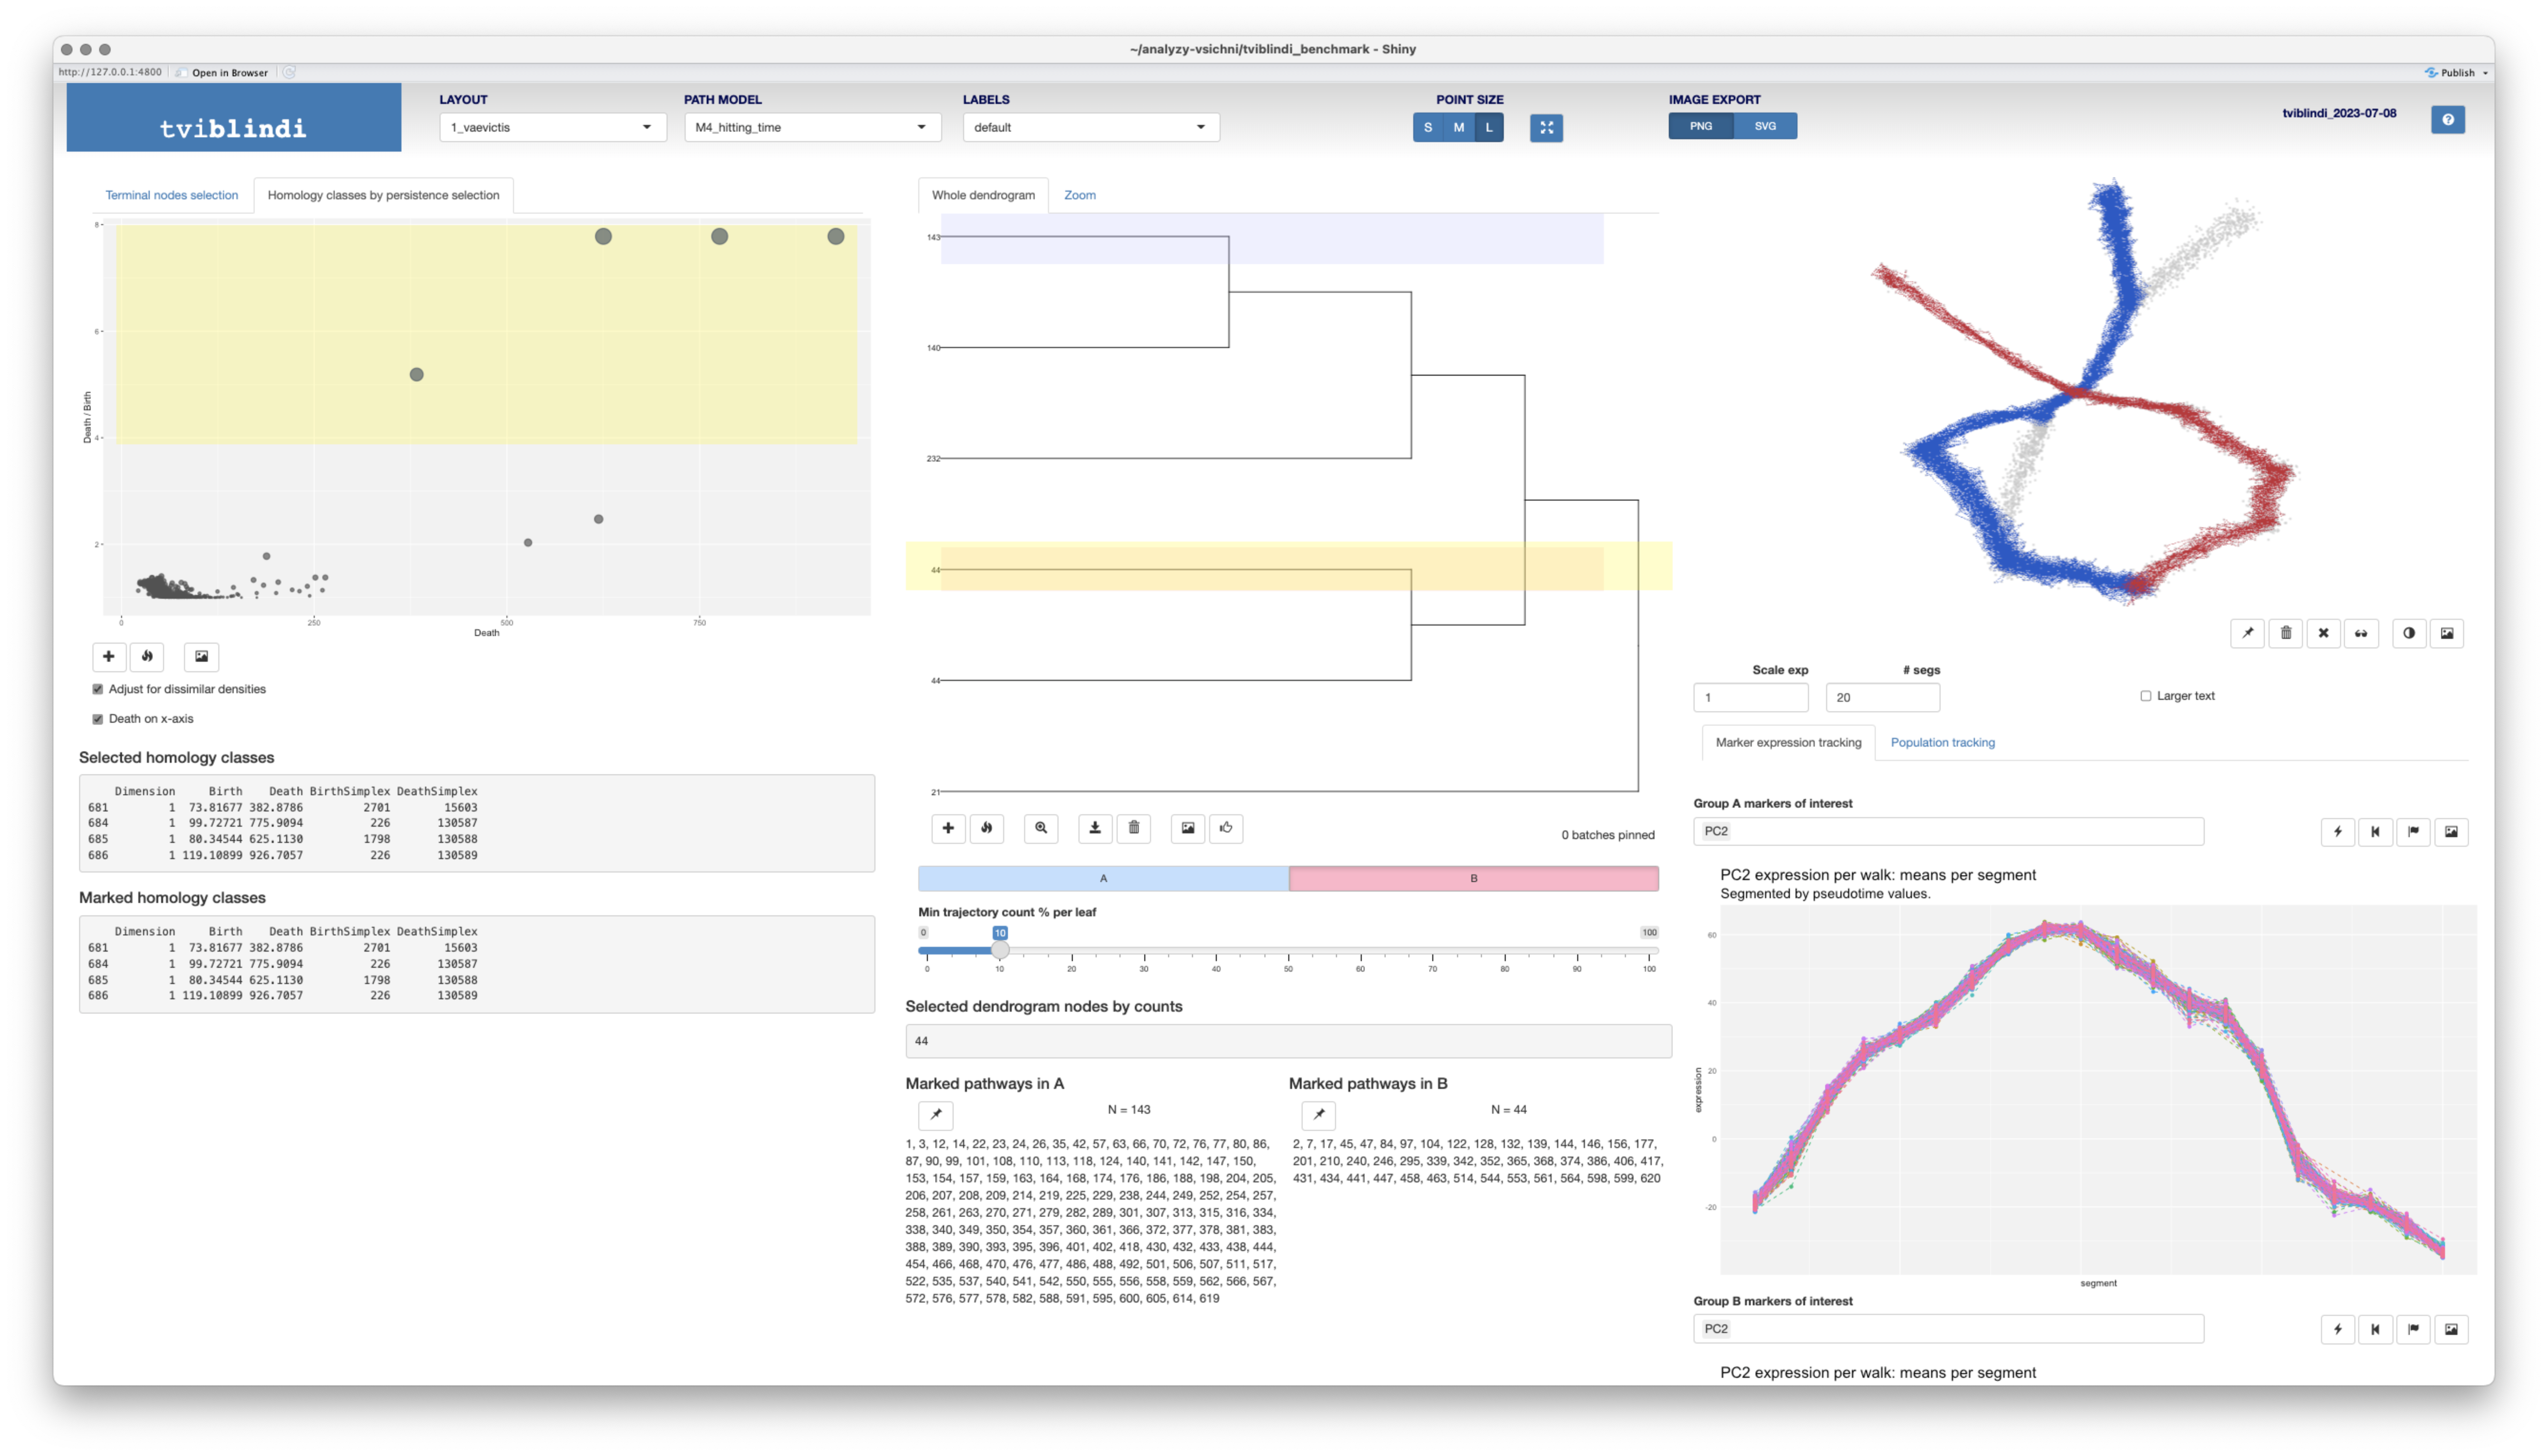 ~/analyzy-vsichni/tviblindi_benchmark - Shiny
http://127.0.0.1:4800 Open in Browser Publish
tviblindi
LAYOUT PATH MODEL LABELS POINT SIZE IMAGE EXPORT
1_vaevictis M4_hitting_time default S M L PNG SVG tviblindi_2023-07-08 ?
Terminal nodes selection Homology classes by persistence selection
8
6
4
2
Death / Birth
0 250 500 750
Death
Adjust for dissimilar densities
Death on x-axis
Selected homology classes
Dimension Birth Death BirthSimplex DeathSimplex
681 1 73.81677 382.8786 2701 15603
684 1 99.72721 775.9094 226 130587
685 1 80.34544 625.1130 1798 130588
686 1 119.10899 926.7057 226 130589
Marked homology classes
Dimension Birth Death BirthSimplex DeathSimplex
681 1 73.81677 382.8786 2701 15603
684 1 99.72721 775.9094 226 130587
685 1 80.34544 625.1130 1798 130588
686 1 119.10899 926.7057 226 130589
Whole dendrogram Zoom
143
140
232
44
44
21
0 batches pinned
A B
Min trajectory count % per leaf
0 10 100
0 10 20 30 40 50 60 70 80 90 100
Selected dendrogram nodes by counts
44
Marked pathways in A
N = 143
1, 3, 12, 14, 22, 23, 24, 26, 35, 42, 57, 63, 66, 70, 72, 76, 77, 80, 86,
87, 90, 99, 101, 108, 110, 113, 118, 124, 140, 141, 142, 147, 150,
153, 154, 157, 159, 163, 164, 168, 174, 176, 186, 188, 198, 204, 205,
206, 207, 208, 209, 214, 219, 225, 229, 238, 244, 249, 252, 254, 257,
258, 261, 263, 270, 271, 279, 282, 289, 301, 307, 313, 315, 316, 334,
338, 340, 349, 350, 354, 357, 360, 361, 366, 372, 377, 378, 381, 383,
388, 389, 390, 393, 395, 396, 401, 402, 418, 430, 432, 433, 438, 444,
454, 466, 468, 470, 476, 477, 486, 488, 492, 501, 506, 507, 511, 517,
522, 535, 537, 540, 541, 542, 550, 555, 556, 558, 559, 562, 566, 567,
572, 576, 577, 578, 582, 588, 591, 595, 600, 605, 614, 619
Marked pathways in B
N = 44
2, 7, 17, 45, 47, 84, 97, 104, 122, 128, 132, 139, 144, 146, 156, 177,
201, 210, 240, 246, 295, 339, 342, 352, 365, 368, 374, 386, 406, 417,
431, 434, 441, 447, 458, 463, 514, 544, 553, 561, 564, 598, 599, 620
Scale exp # segs
1 20 Larger text
Marker expression tracking Population tracking
Group A markers of interest
PC2
PC2 expression per walk: means per segment
Segmented by pseudotime values.
60
40
20
0
-20
expression
segment
Group B markers of interest
PC2
PC2 expression per walk: means per segment